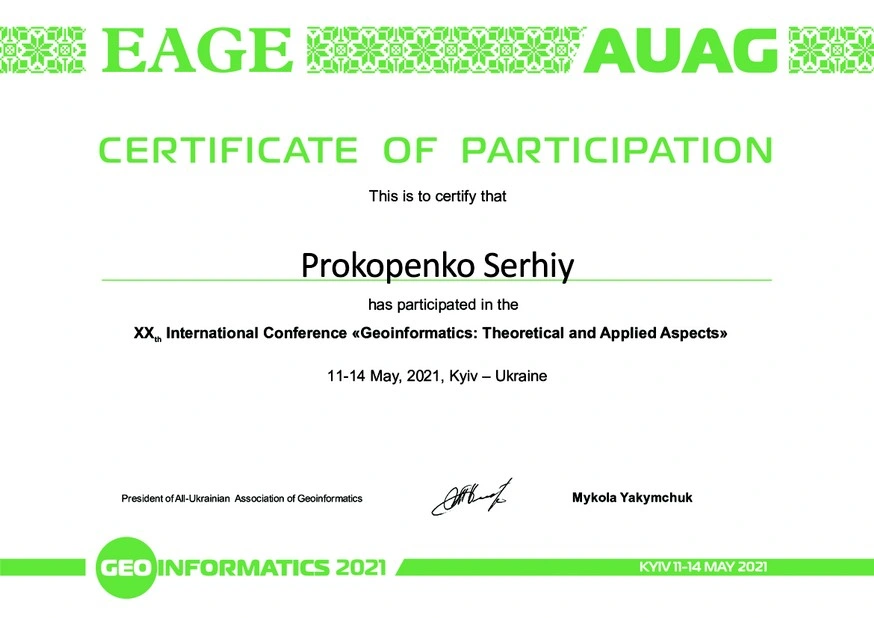 EAGE AUAG
CERTIFICATE OF PARTICIPATION
This is to certify that
Prokopenko Serhiy
has participated in the
XXth International Conference «Geoinformatics: Theoretical and Applied Aspects»
11-14 May, 2021, Kyiv – Ukraine
President of All-Ukrainian Association of Geoinformatics Mykola Yakymchuk
GEOINFORMATICS 2021 KYIV 11-14 MAY 2021